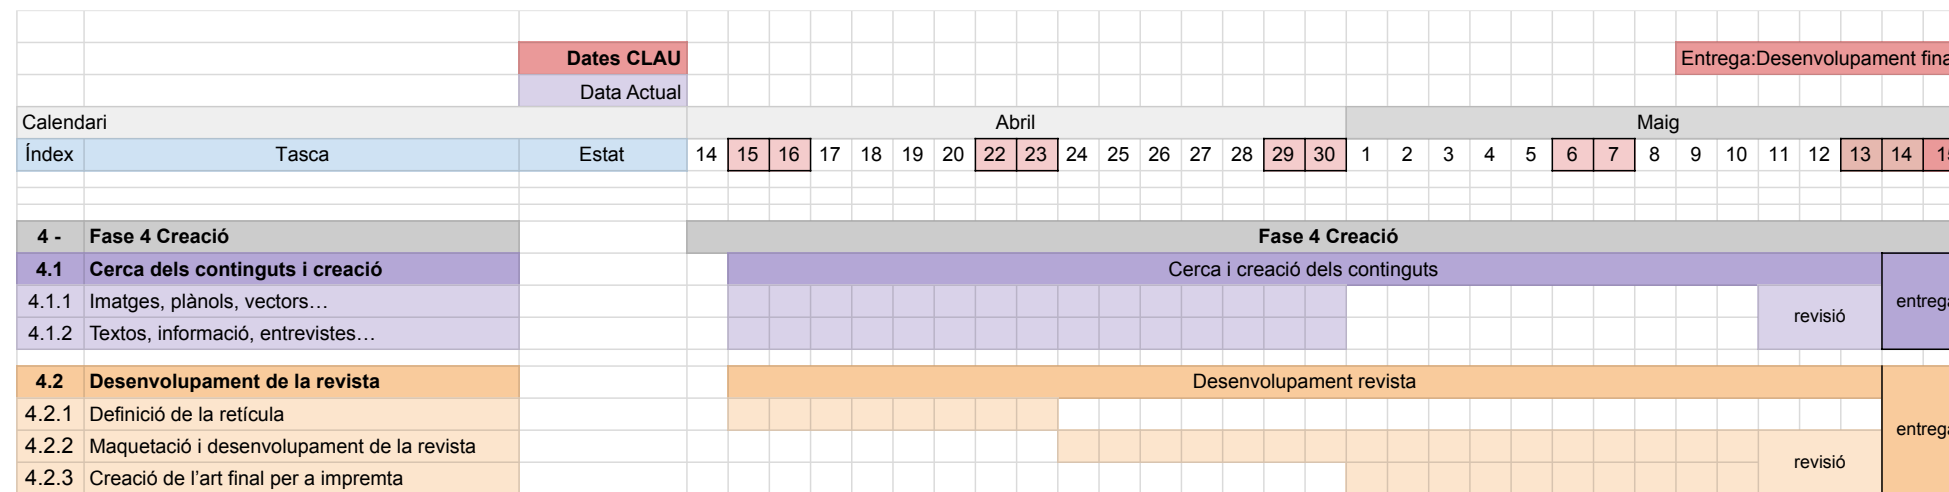 Dates CLAU Entrega:Desenvolupament fina
Data Actual
Calendari Abril Maig
Índex Tasca Estat 14 15 16 17 18 19 20 22 23 24 25 26 27 28 29 30 1 2 3 4 5 6 7 8 9 10 11 12 13 14 15
4 - Fase 4 Creació Fase 4 Creació
4.1 Cerca dels continguts i creació Cerca i creació dels continguts
4.1.1 Imatges, plànols, vectors…
revisió entrega
4.1.2 Textos, informació, entrevistes…
4.2 Desenvolupament de la revista Desenvolupament revista
4.2.1 Definició de la retícula
entrega
4.2.2 Maquetació i desenvolupament de la revista
revisió
4.2.3 Creació de l’art final per a impremta